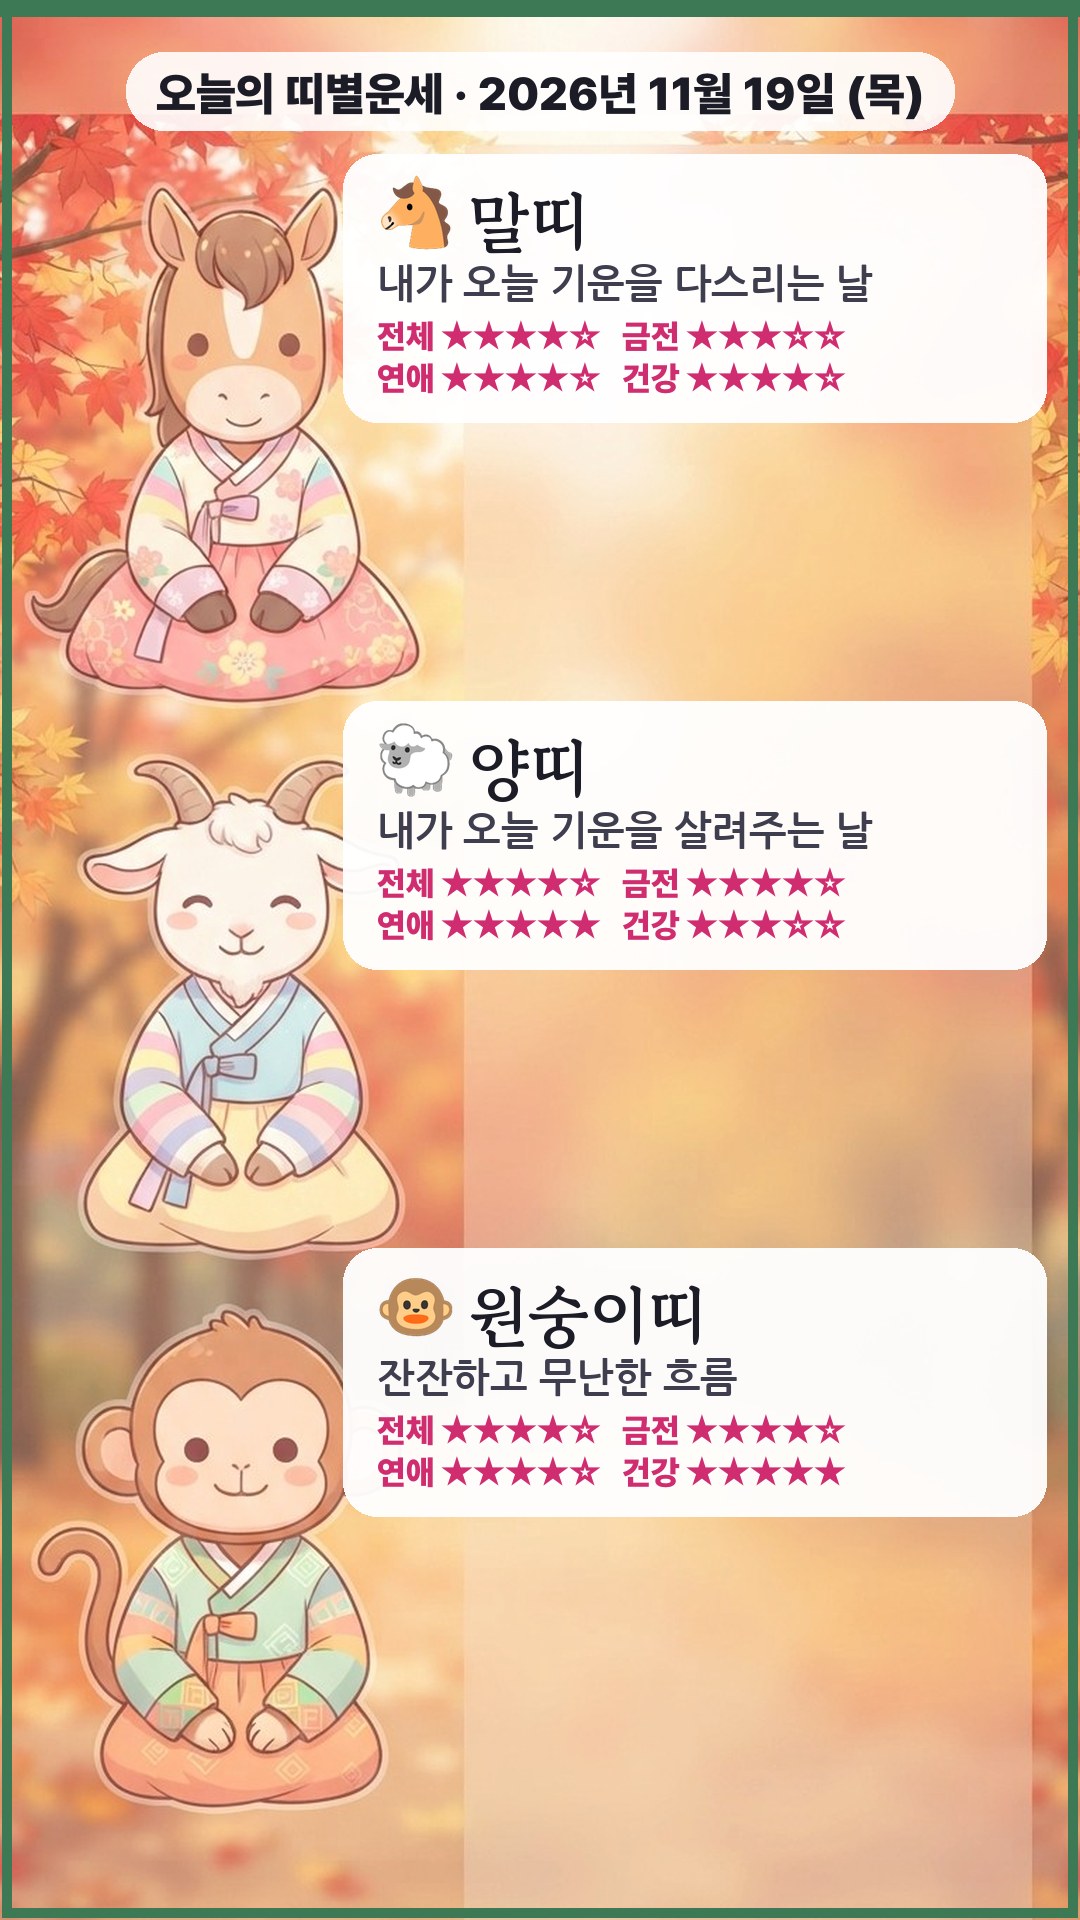 오늘의 띠별운세 · 2026년 11월 19일 (목)
말띠
내가 오늘 기운을 다스리는 날
전체 ★★★★☆ 금전 ★★★☆☆
연애 ★★★★☆ 건강 ★★★★☆
양띠
내가 오늘 기운을 살려주는 날
전체 ★★★★☆ 금전 ★★★★☆
연애 ★★★★★ 건강 ★★★☆☆
원숭이띠
잔잔하고 무난한 흐름
전체 ★★★★☆ 금전 ★★★★☆
연애 ★★★★☆ 건강 ★★★★★